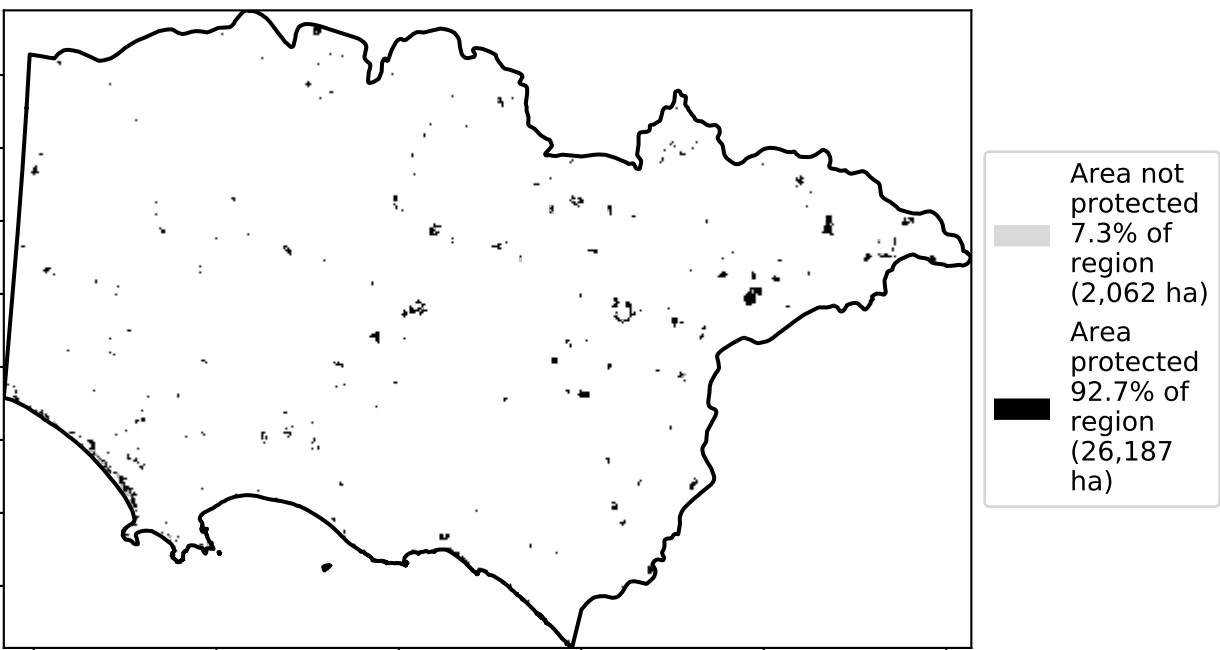 Area not
protected
7.3% of
region
(2,062 ha)
Area
protected
92.7% of
region
(26,187
ha)